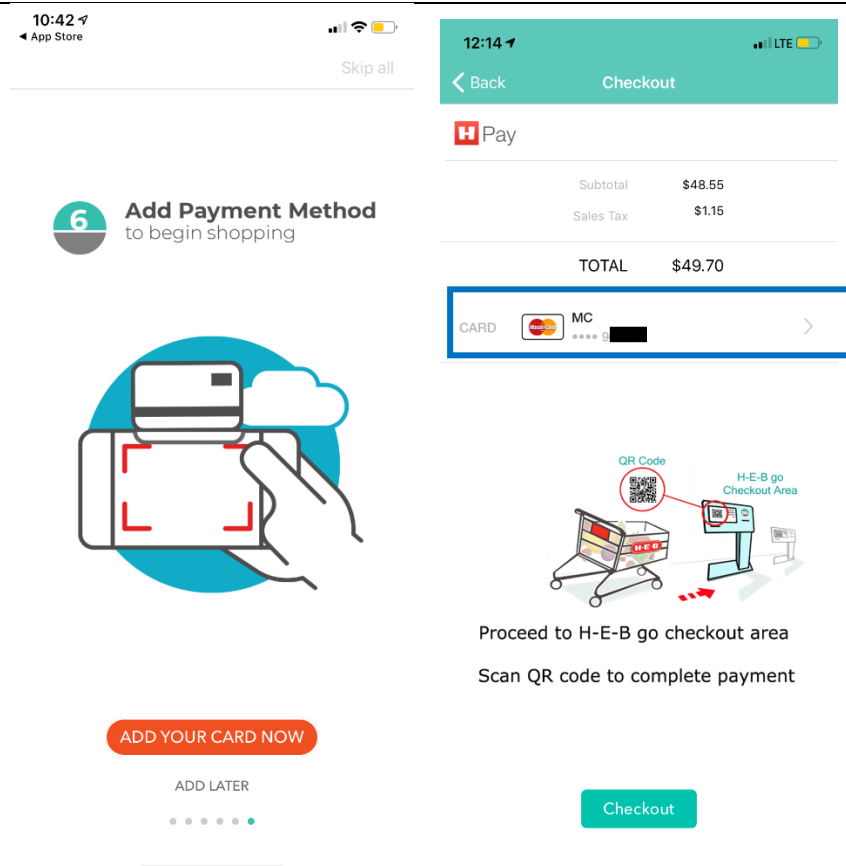 10:42
◀ App Store
Skip all
6
Add Payment Method
to begin shopping
ADD YOUR CARD NOW
ADD LATER
12:14
LTE
Back
Checkout
H Pay
Subtotal $48.55
Sales Tax $1.15
TOTAL $49.70
CARD
MasterCard
MC
•••• 9
QR Code
H-E-B go
Checkout Area
H-E-B
Proceed to H-E-B go checkout area
Scan QR code to complete payment
Checkout